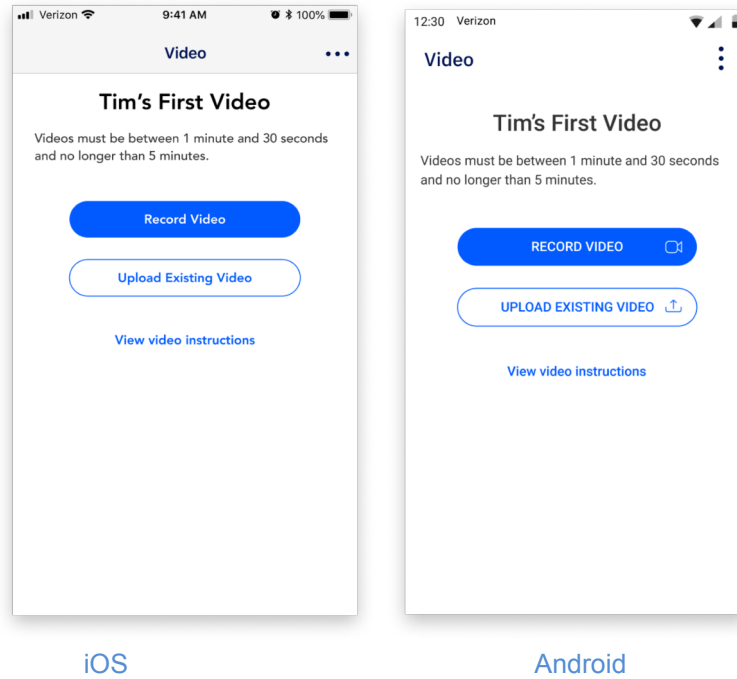 Verizon 9:41 AM 100%
Video
Tim's First Video
Videos must be between 1 minute and 30 seconds
and no longer than 5 minutes.
Record Video
Upload Existing Video
View video instructions
iOS
12:30 Verizon
Video
Tim's First Video
Videos must be between 1 minute and 30 seconds
and no longer than 5 minutes.
RECORD VIDEO
UPLOAD EXISTING VIDEO
View video instructions
Android